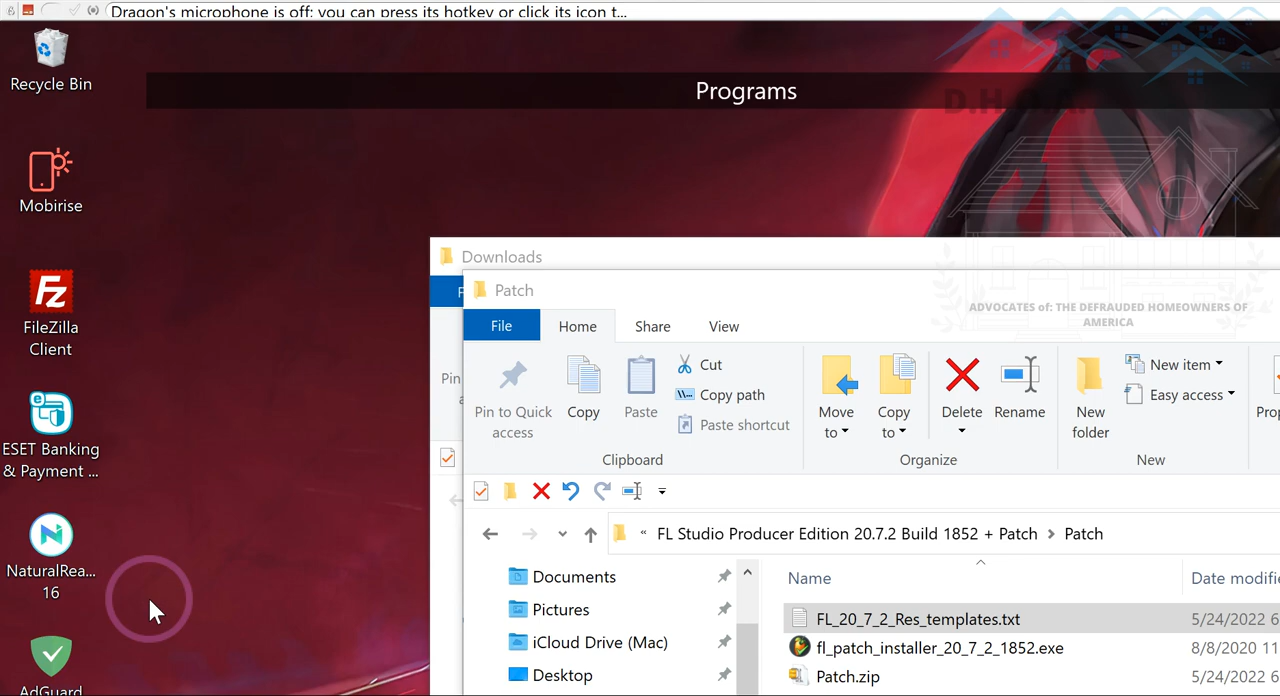 Dragon's microphone is off: you can press its hotkey or click its icon t...
Recycle Bin
Programs
D.H.O.A.
Mobirise
Downloads
FileZilla
Client
Patch
ADVOCATES of: THE DEFRAUDED HOMEOWNERS OF
AMERICA
File
Home
Share
View
Cut
Copy path
Paste shortcut
Pin to Quick
access
Copy
Paste
Clipboard
Move
to
Copy
to
Delete
Rename
Organize
New
folder
New item
Easy access
New
Prop
Pin
ESET Banking
& Payment ...
« FL Studio Producer Edition 20.7.2 Build 1852 + Patch > Patch
NaturalRea...
16
Documents
Pictures
iCloud Drive (Mac)
Desktop
Name
Date modifie
FL_20_7_2_Res_templates.txt
5/24/2022 6
fl_patch_installer_20_7_2_1852.exe
8/8/2020 11
Patch.zip
5/24/2022 6
AdGuard